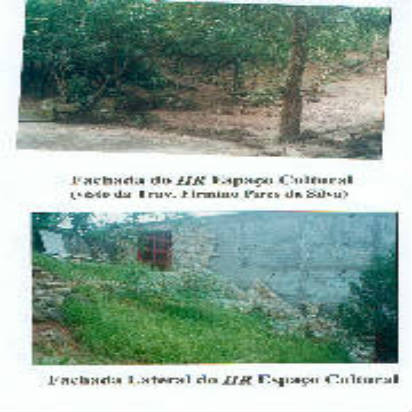 Fachada do HR Espaço Cultural
(visto da Trav. Firmino Pires da Silva)
Fachada Lateral do HR Espaço Cultural